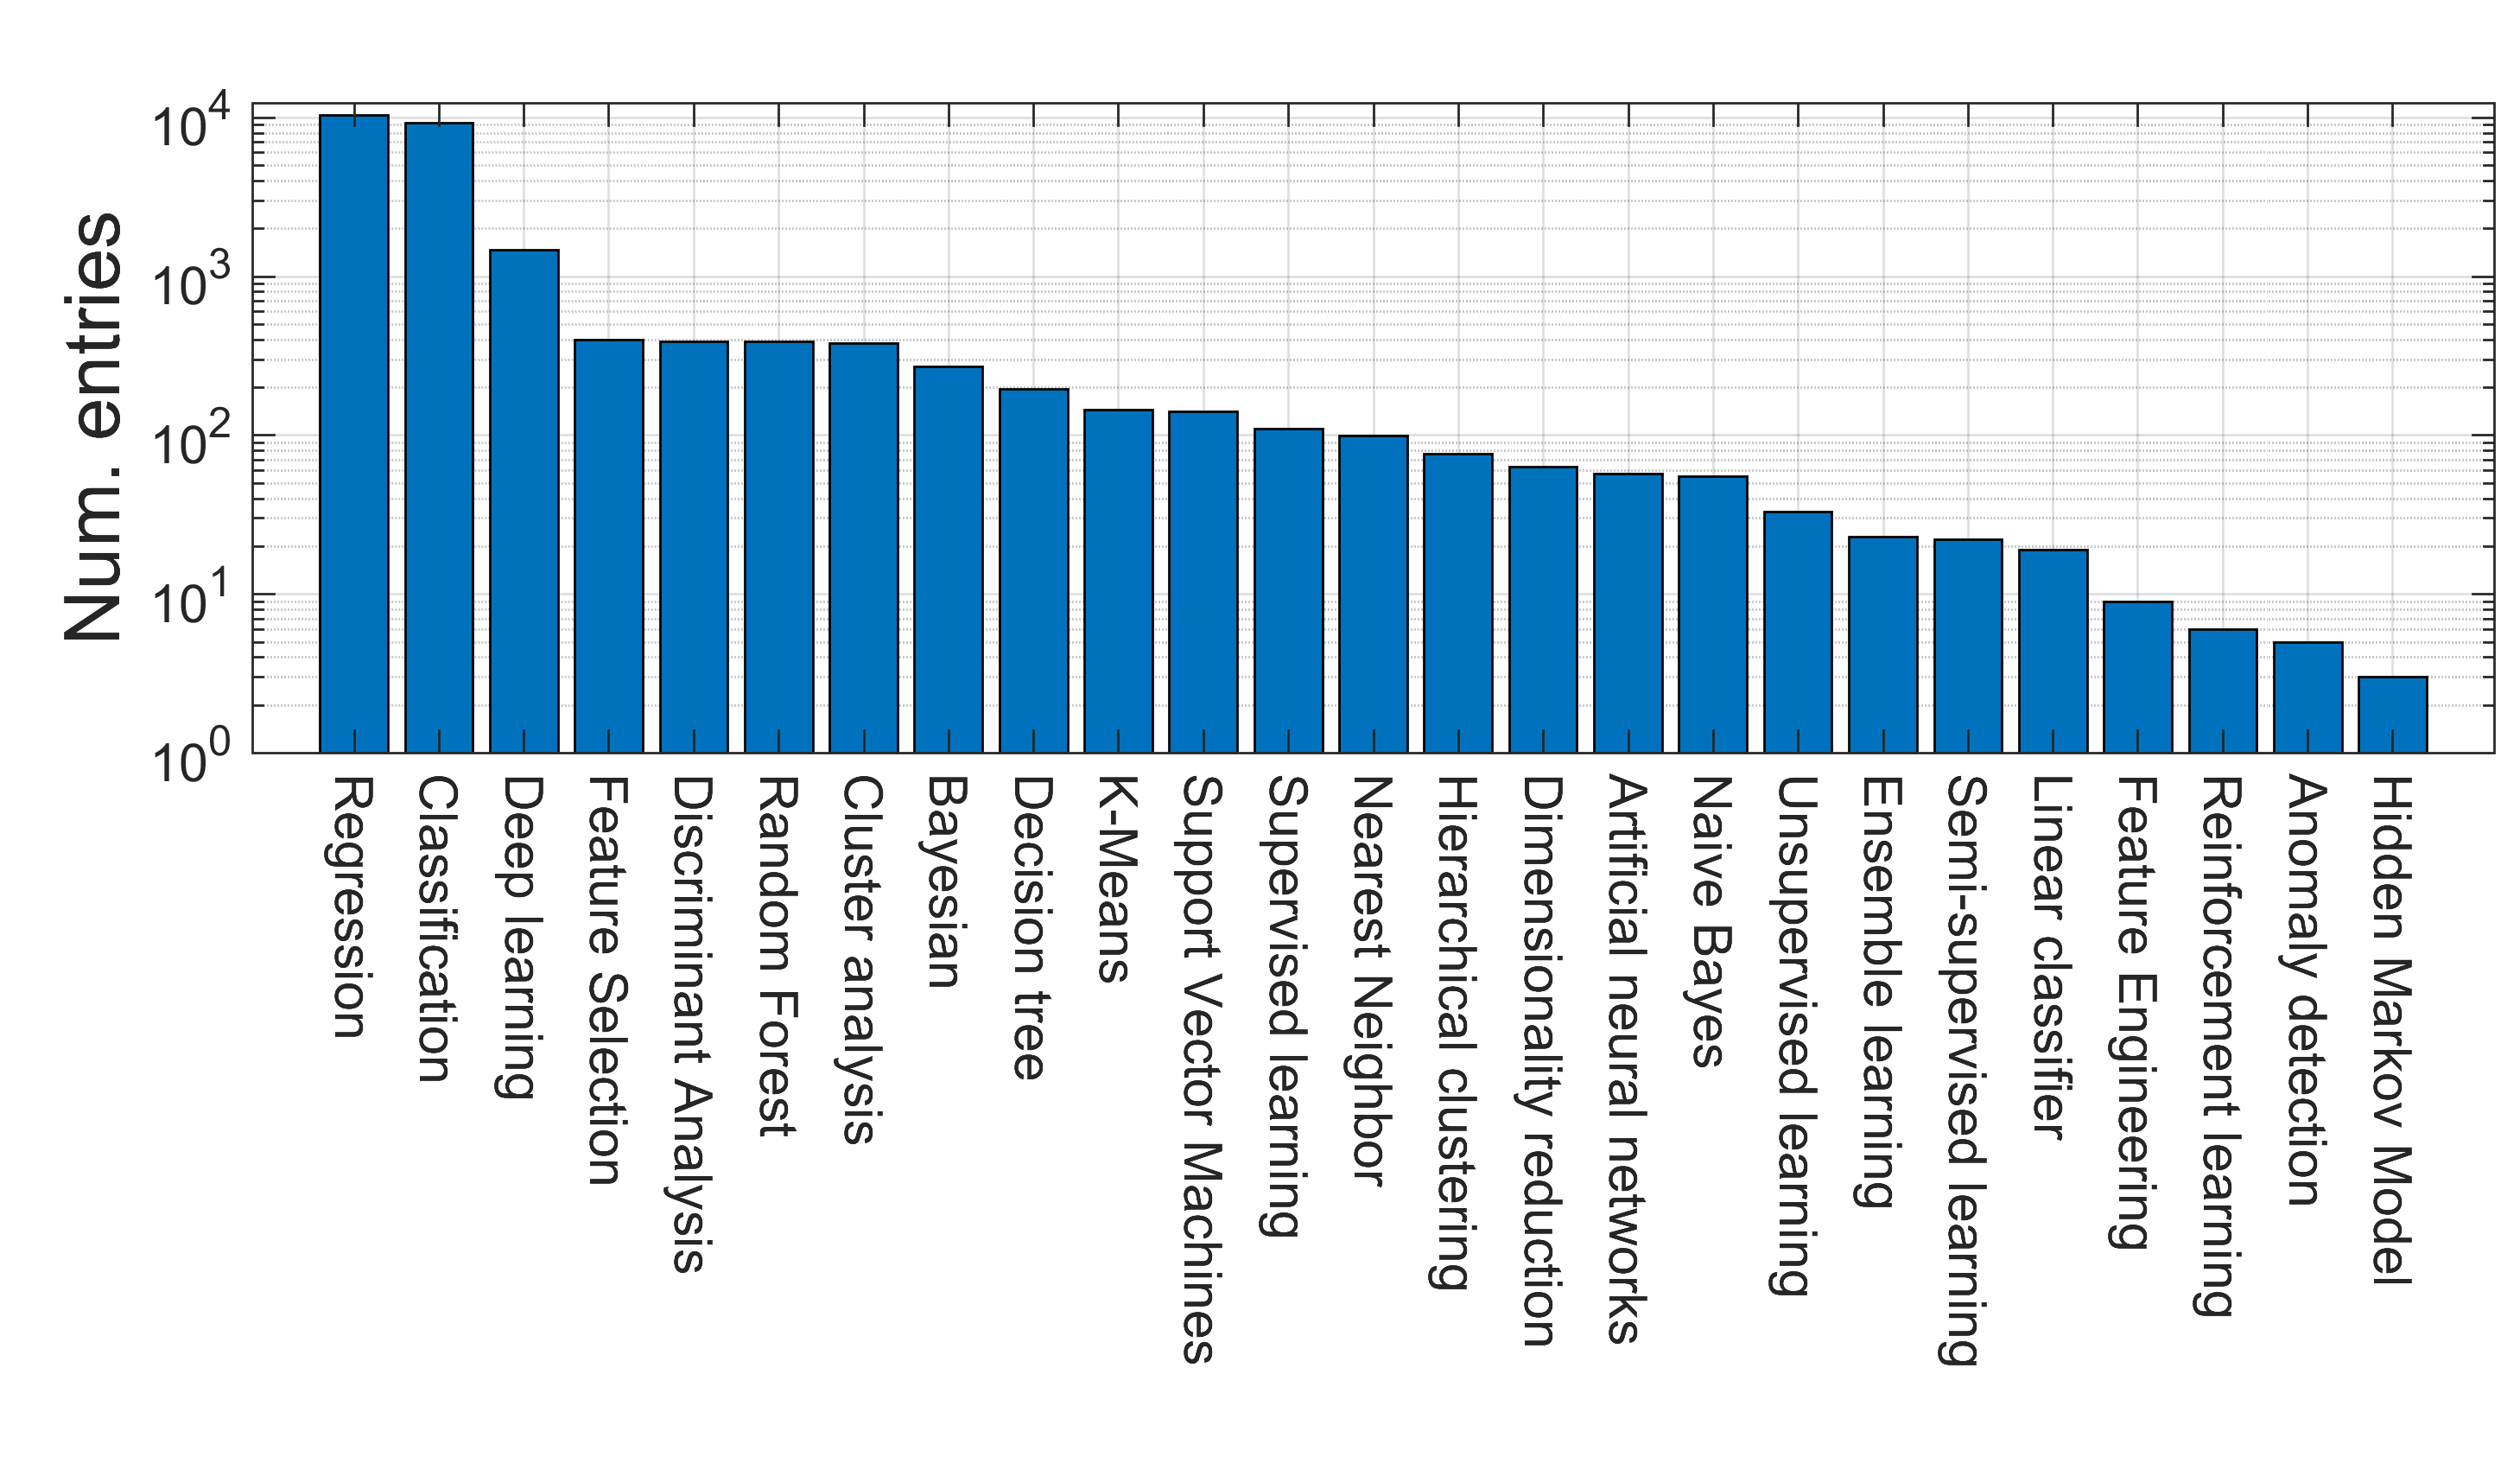 Num. entries
10^4
10^3
10^2
10^1
10^0
Regression
Classification
Deep learning
Feature Selection
Discriminant Analysis
Random Forest
Cluster analysis
Bayesian
Decision tree
K-Means
Support Vector Machines
Supervised learning
Nearest Neighbor
Hierarchical clustering
Dimensionality reduction
Artificial neural networks
Naive Bayes
Unsupervised learning
Ensemble learning
Semi-supervised learning
Linear classifier
Feature Engineering
Reinforcement learning
Anomaly detection
Hidden Markov Model